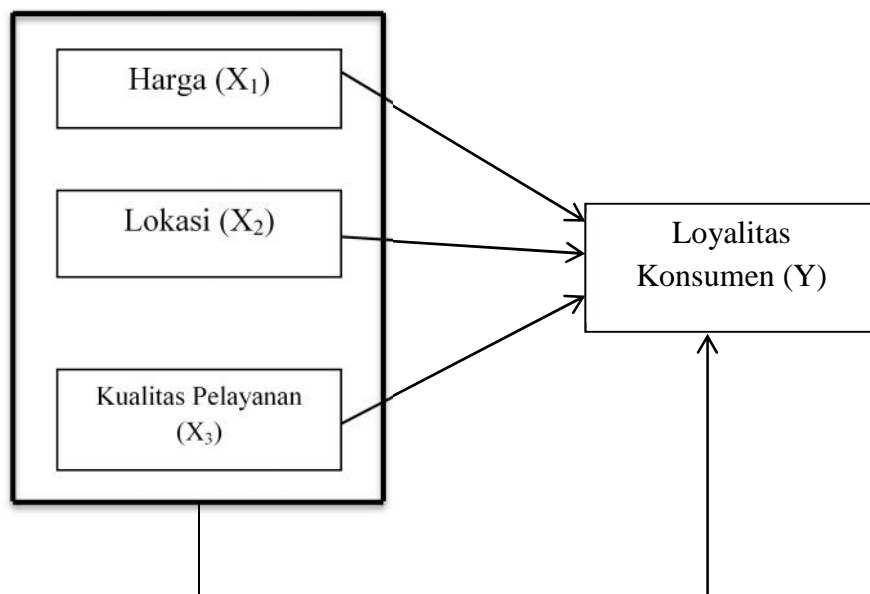 Harga (X₁)
Lokasi (X₂)
Kualitas Pelayanan
(X₃)
Loyalitas
Konsumen (Y)